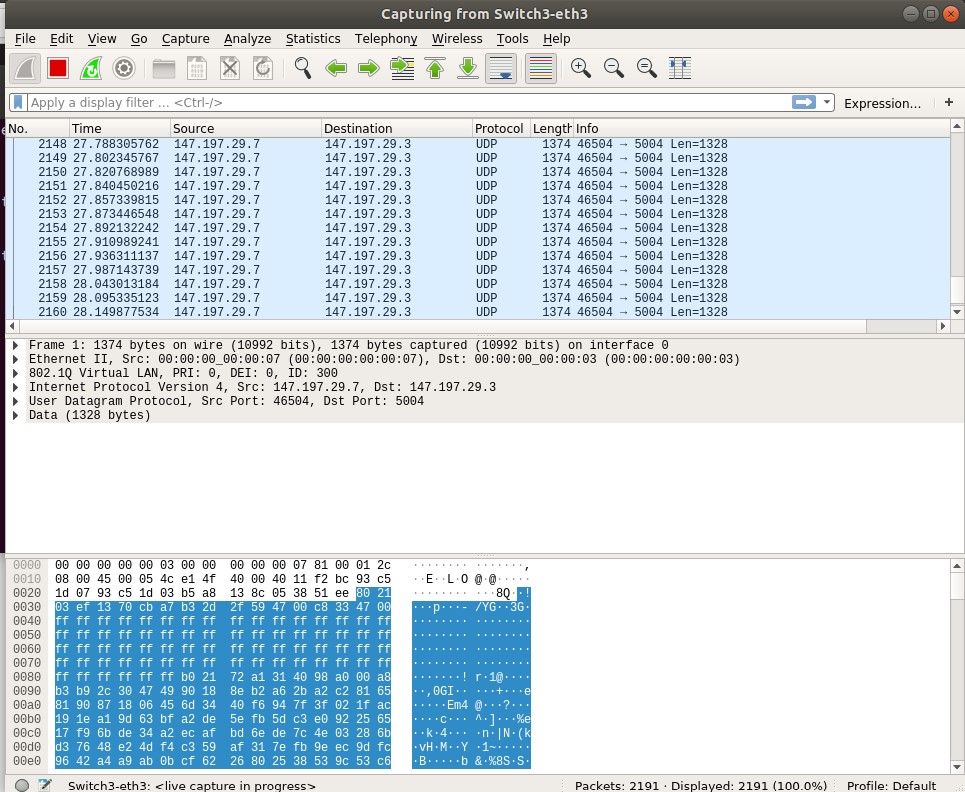 Capturing from Switch3-eth3
File Edit View Go Capture Analyze Statistics Telephony Wireless Tools Help
Apply a display filter ... <Ctrl-/> Expression... +
No. Time Source Destination Protocol Length Info
2148 27.788305762 147.197.29.7 147.197.29.3 UDP 1374 46504 → 5004 Len=1328
2149 27.802345767 147.197.29.7 147.197.29.3 UDP 1374 46504 → 5004 Len=1328
2150 27.820768989 147.197.29.7 147.197.29.3 UDP 1374 46504 → 5004 Len=1328
2151 27.840450216 147.197.29.7 147.197.29.3 UDP 1374 46504 → 5004 Len=1328
2152 27.857339815 147.197.29.7 147.197.29.3 UDP 1374 46504 → 5004 Len=1328
2153 27.873446548 147.197.29.7 147.197.29.3 UDP 1374 46504 → 5004 Len=1328
2154 27.892132242 147.197.29.7 147.197.29.3 UDP 1374 46504 → 5004 Len=1328
2155 27.910989241 147.197.29.7 147.197.29.3 UDP 1374 46504 → 5004 Len=1328
2156 27.936311137 147.197.29.7 147.197.29.3 UDP 1374 46504 → 5004 Len=1328
2157 27.987143739 147.197.29.7 147.197.29.3 UDP 1374 46504 → 5004 Len=1328
2158 28.043013184 147.197.29.7 147.197.29.3 UDP 1374 46504 → 5004 Len=1328
2159 28.095335123 147.197.29.7 147.197.29.3 UDP 1374 46504 → 5004 Len=1328
2160 28.149877534 147.197.29.7 147.197.29.3 UDP 1374 46504 → 5004 Len=1328
Frame 1: 1374 bytes on wire (10992 bits), 1374 bytes captured (10992 bits) on interface 0
Ethernet II, Src: 00:00:00_00:00:07 (00:00:00:00:00:07), Dst: 00:00:00_00:00:03 (00:00:00:00:00:03)
802.1Q Virtual LAN, PRI: 0, DEI: 0, ID: 300
Internet Protocol Version 4, Src: 147.197.29.7, Dst: 147.197.29.3
User Datagram Protocol, Src Port: 46504, Dst Port: 5004
Data (1328 bytes)
0000 00 00 00 00 00 03 00 00 00 00 00 07 81 00 01 2c ········ ·······,
0010 08 00 45 00 05 4c e1 4f 40 00 40 11 f2 bc 93 c5 ··E··L·O @·@·····
0020 1d 07 93 c5 1d 03 b5 a8 13 8c 05 38 51 ee 80 21 ········ ···8Q··!
0030 03 ef 13 70 cb a7 b3 2d 2f 59 47 00 c8 33 47 00 ···p···- /YG··3G·
0040 ff ff ff ff ff ff ff ff ff ff ff ff ff ff ff ff ········ ········
0050 ff ff ff ff ff ff ff ff ff ff ff ff ff ff ff ff ········ ········
0060 ff ff ff ff ff ff ff ff ff ff ff ff ff ff ff ff ········ ········
0070 ff ff ff ff ff ff ff ff ff ff ff ff ff ff ff ff ········ ········
0080 ff ff ff ff ff ff b0 21 72 a1 31 40 98 a0 00 a8 ·······! r·1@····
0090 b3 b9 2c 30 47 49 90 18 8e b2 a6 2b a2 c2 81 65 ··,0GI·· ···+···e
00a0 81 90 87 18 06 45 6d 34 40 f6 94 7f 3f 02 1f ac ·····Em4 @···?···
00b0 19 1e a1 9d 63 bf a2 de 5e fb 5d c3 e0 92 25 65 ····c··· ^·]···%e
00c0 17 f9 6b de 34 a2 ec af bd 6e de 7c 4e 03 28 6b ··k·4··· ·n·|N·(k
00d0 d3 76 48 e2 4d f4 c3 59 af 31 7e fb 9e ec 9d fc ·vH·M··Y ·1~·····
00e0 96 42 a4 a9 ab 0b cf 62 26 80 25 38 53 9c 53 c6 ·B·····b &·%8S·S·
Switch3-eth3: <live capture in progress> Packets: 2191 · Displayed: 2191 (100.0%) Profile: Default